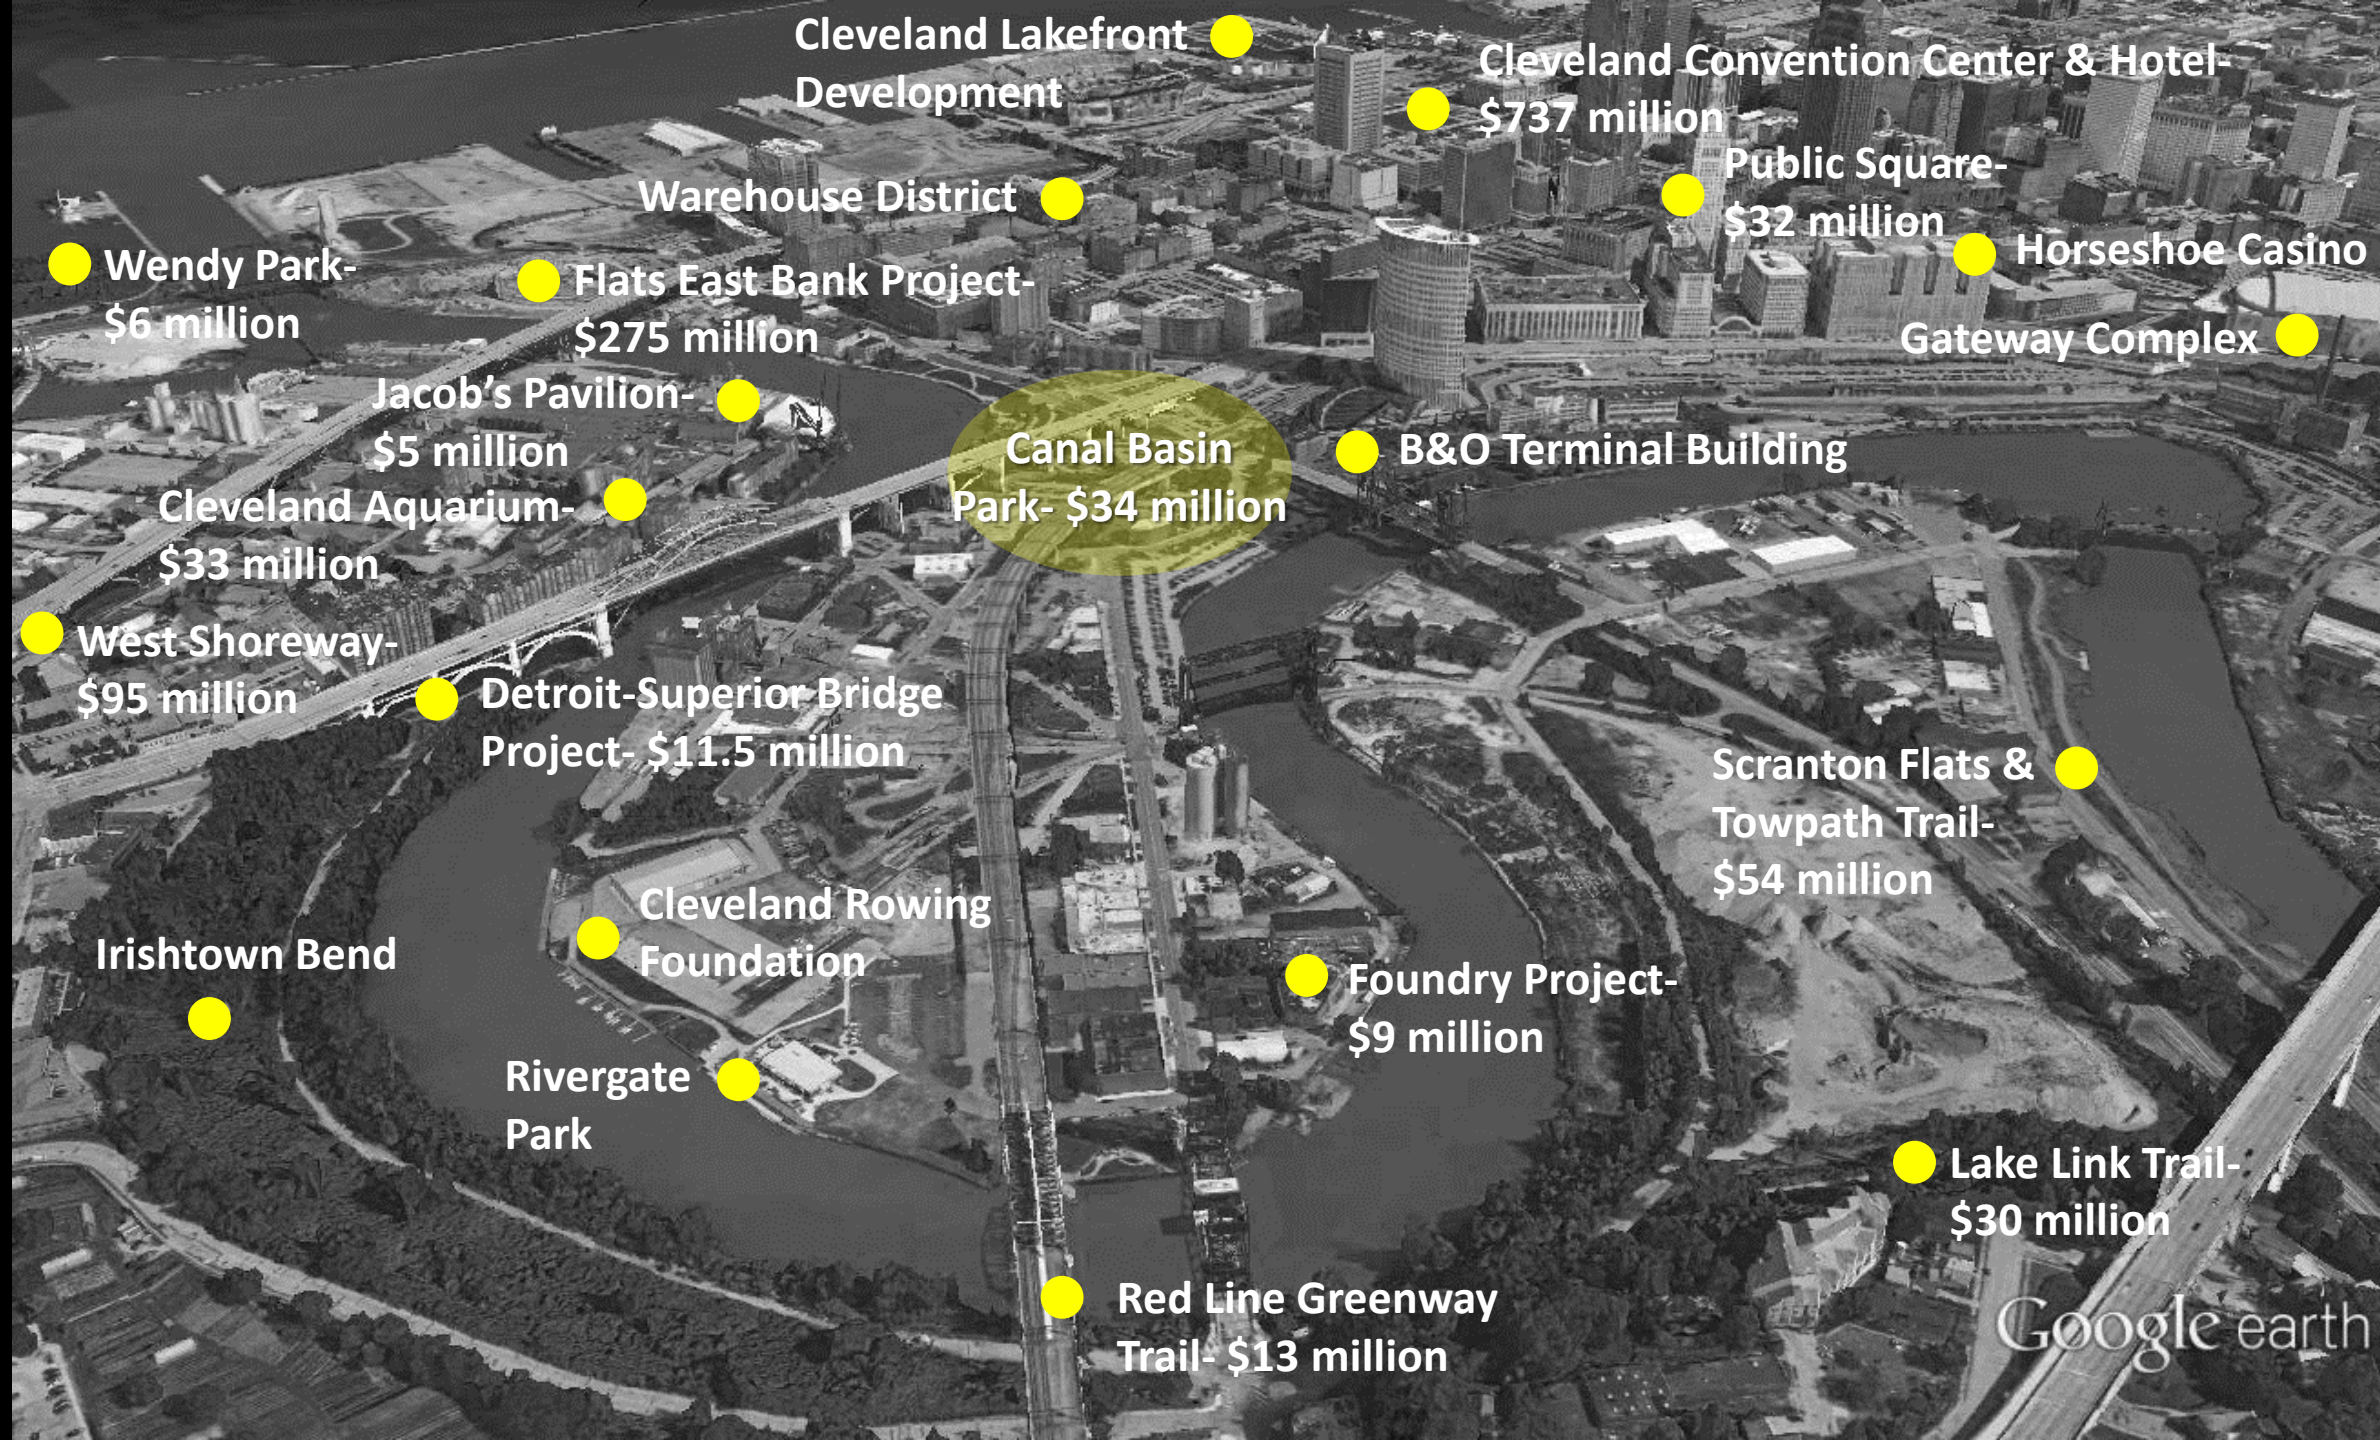 Cleveland Lakefront
Development
Cleveland Convention Center & Hotel-
$737 million
Public Square-
$32 million
Warehouse District
Horseshoe Casino
Wendy Park-
$6 million
Flats East Bank Project-
$275 million
Gateway Complex
Jacob's Pavilion-
$5 million
Canal Basin
Park- $34 million
B&O Terminal Building
Cleveland Aquarium-
$33 million
West Shoreway-
$95 million
Detroit-Superior Bridge
Project- $11.5 million
Scranton Flats &
Towpath Trail-
$54 million
Cleveland Rowing
Foundation
Irishtown Bend
Foundry Project-
$9 million
Rivergate
Park
Lake Link Trail-
$30 million
Red Line Greenway
Trail- $13 million
Google earth